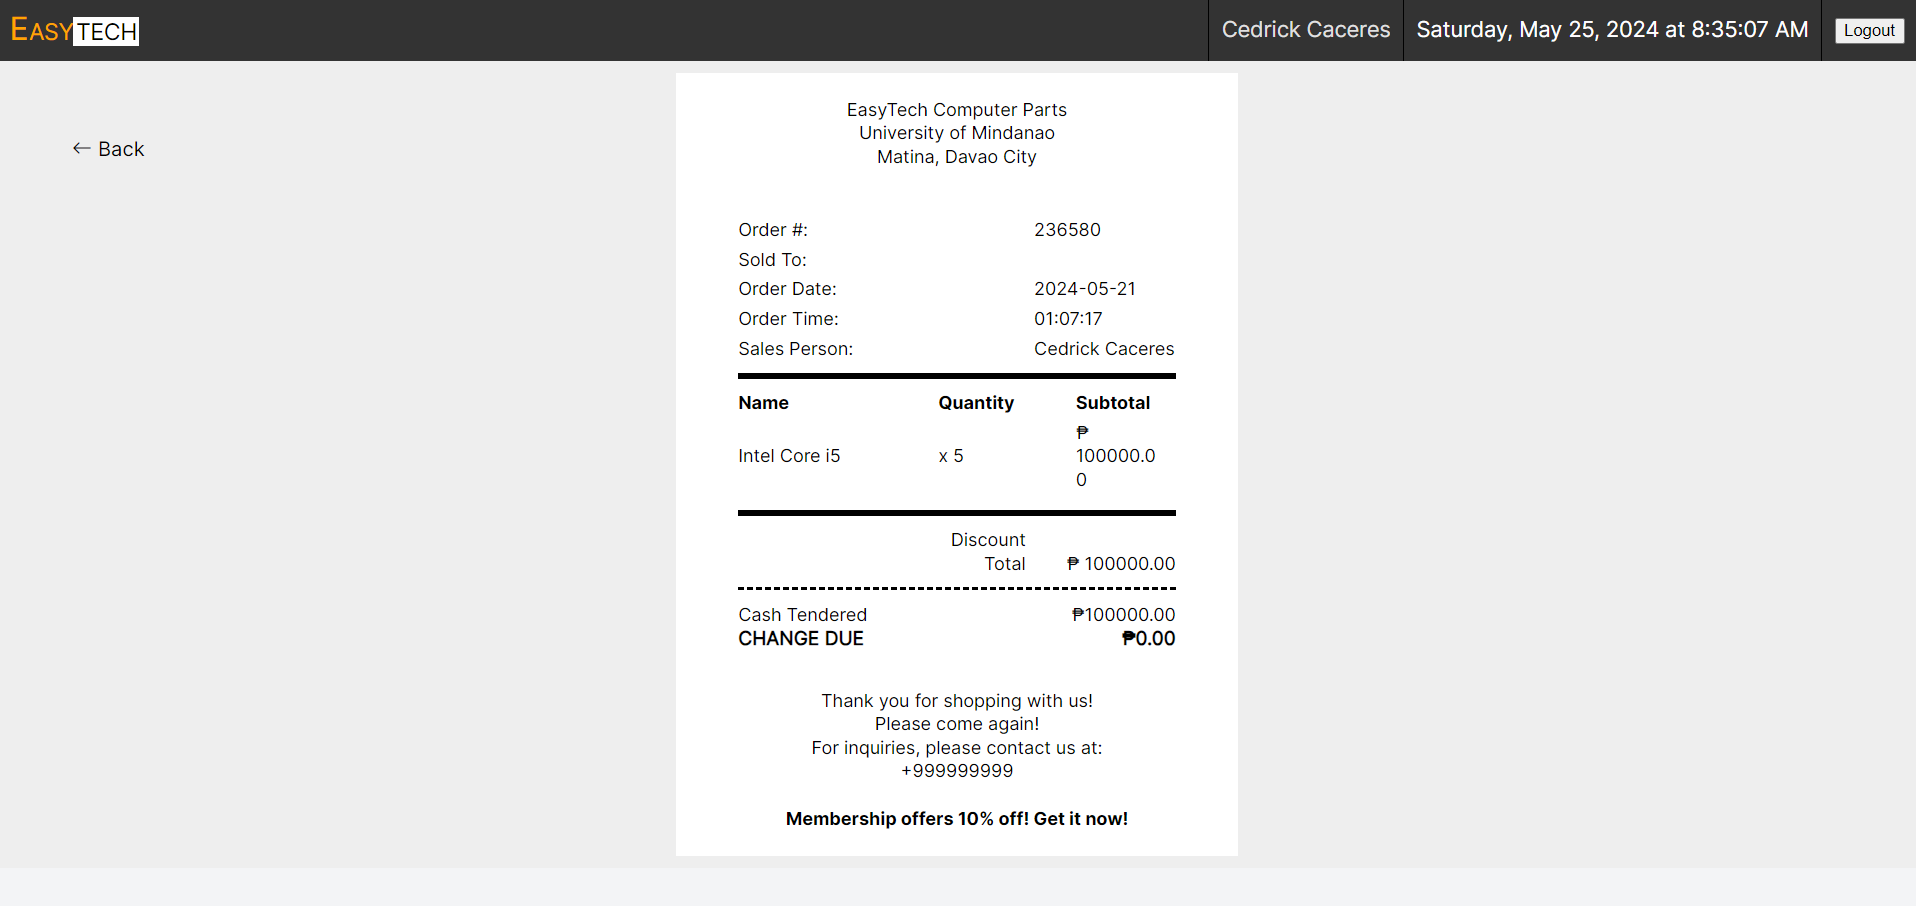 EASYTECH
Cedrick Caceres
Saturday, May 25, 2024 at 8:35:07 AM
Logout
← Back
EasyTech Computer Parts
University of Mindanao
Matina, Davao City
Order #: 236580
Sold To:
Order Date: 2024-05-21
Order Time: 01:07:17
Sales Person: Cedrick Caceres
Name Quantity Subtotal
₱
Intel Core i5 x 5 100000.0
0
Discount
Total ₱ 100000.00
Cash Tendered ₱100000.00
CHANGE DUE ₱0.00
Thank you for shopping with us!
Please come again!
For inquiries, please contact us at:
+999999999
Membership offers 10% off! Get it now!